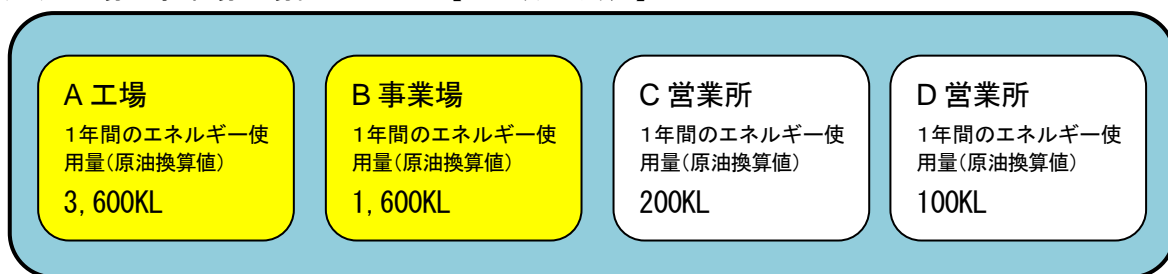 A 工場
1年間のエネルギー使
用量(原油換算値)
3,600KL
B 事業場
1年間のエネルギー使
用量(原油換算値)
1,600KL
C 営業所
1年間のエネルギー使
用量(原油換算値)
200KL
D 営業所
1年間のエネルギー使
用量(原油換算値)
100KL